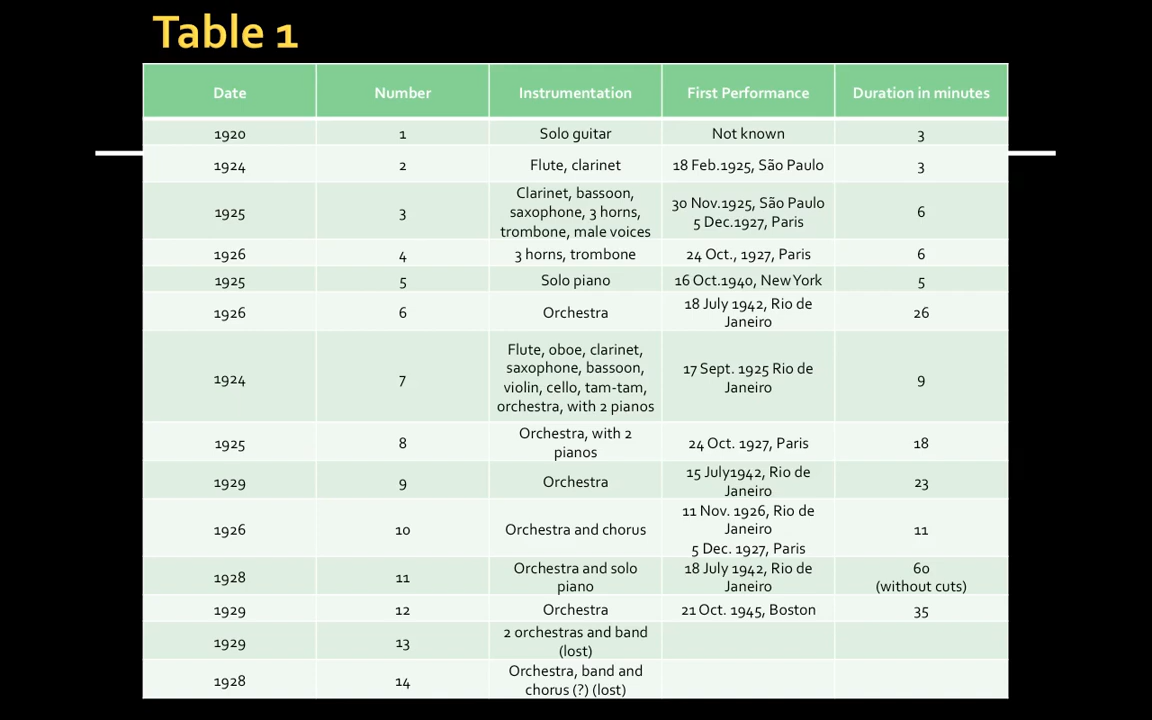 Table 1
Date Number Instrumentation First Performance Duration in minutes
1920 1 Solo guitar Not known 3
1924 2 Flute, clarinet 18 Feb.1925, São Paulo 3
1925 3 Clarinet, bassoon,
saxophone, 3 horns,
trombone, male voices
30 Nov.1925, São Paulo
5 Dec.1927, Paris
6
1926 4 3 horns, trombone 24 Oct., 1927, Paris 6
1925 5 Solo piano 16 Oct.1940, New York 5
1926 6 Orchestra 18 July 1942, Rio de
Janeiro
26
1924 7 Flute, oboe, clarinet,
saxophone, bassoon,
violin, cello, tam-tam,
orchestra, with 2 pianos
17 Sept. 1925 Rio de
Janeiro
9
1925 8 Orchestra, with 2
pianos
24 Oct. 1927, Paris 18
1929 9 Orchestra 15 July1942, Rio de
Janeiro
23
1926 10 Orchestra and chorus 11 Nov. 1926, Rio de
Janeiro
5 Dec. 1927, Paris
11
1928 11 Orchestra and solo
piano
18 July 1942, Rio de
Janeiro
60
(without cuts)
1929 12 Orchestra 21 Oct. 1945, Boston 35
1929 13 2 orchestras and band
(lost)
1928 14 Orchestra, band and
chorus (?) (lost)